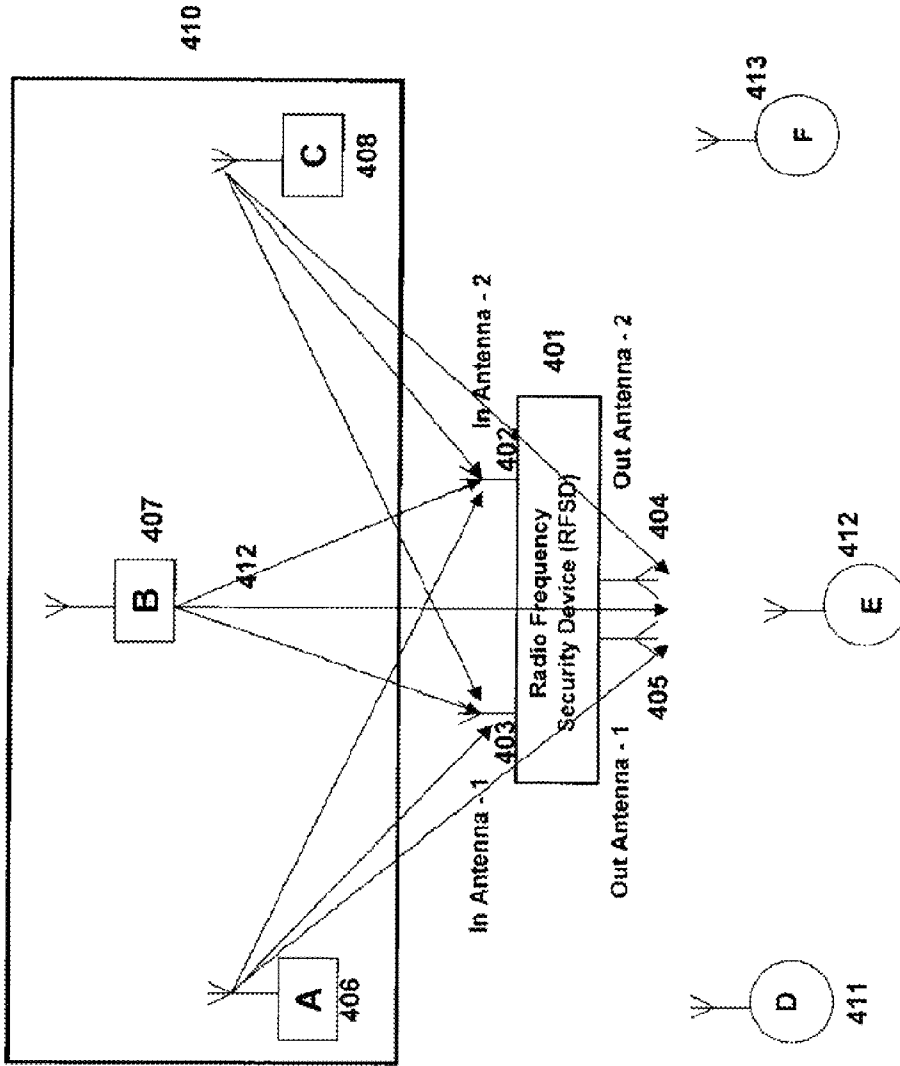 410
B
407
412
C
408
A
406
In Antenna - 2
402
401
In Antenna - 1
403
Radio Frequency
Security Device (RFSD)
Out Antenna - 2
404
Out Antenna - 1
405
D
411
E
412
F
413